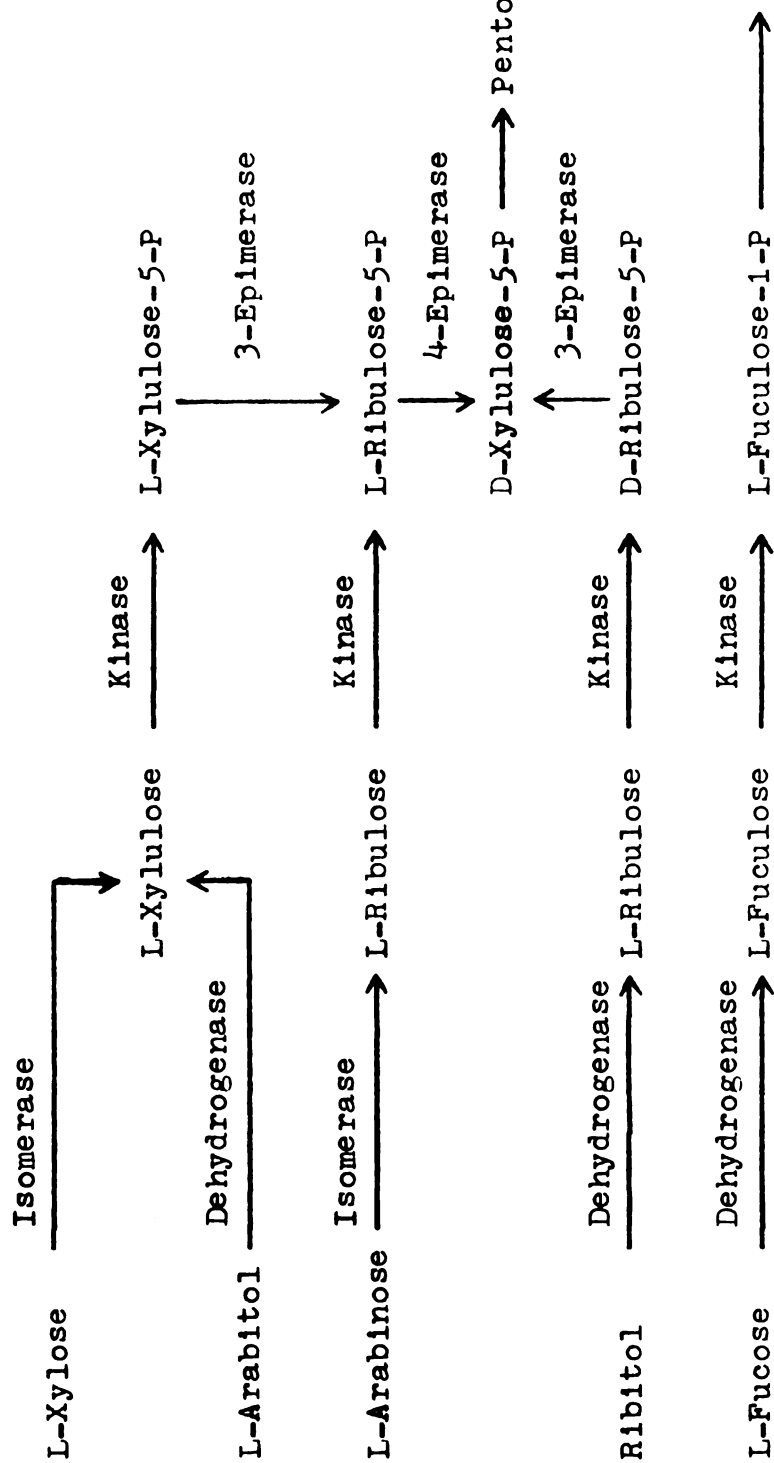 L-Xylose
Isomerase
L-Xylulose
Kinase
L-Xylulose-5-P
L-Arabitol
Dehydrogenase
3-Epimerase
L-Arabinose
Isomerase
L-Ribulose
Kinase
L-Ribulose-5-P
4-Epimerase
D-Xylulose-5-P
Pento
3-Epimerase
Ribitol
Dehydrogenase
L-Ribulose
Kinase
D-Ribulose-5-P
L-Fucose
Dehydrogenase
L-Fuculose
Kinase
L-Fuculose-1-P